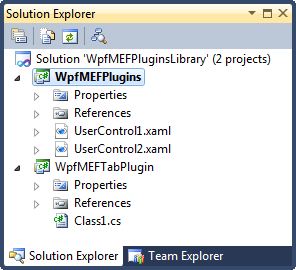 Solution Explorer
Solution 'WpfMEFPluginsLibrary' (2 projects)
WpfMEFPlugins
Properties
References
UserControl1.xaml
UserControl2.xaml
WpfMEFTabPlugin
Properties
References
Class1.cs
Solution Explorer Team Explorer